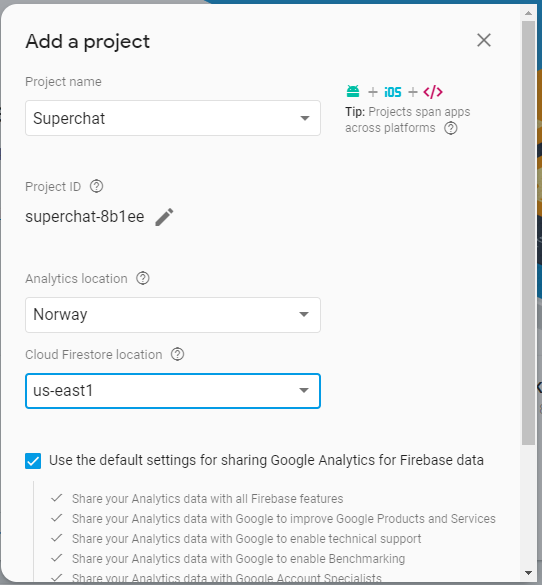 Add a project
Project name
Superchat
+ iOS + </>
Tip: Projects span apps
across platforms
Project ID
superchat-8b1ee
Analytics location
Norway
Cloud Firestore location
us-east1
Use the default settings for sharing Google Analytics for Firebase data
Share your Analytics data with all Firebase features
Share your Analytics data with Google to improve Google Products and Services
Share your Analytics data with Google to enable technical support
Share your Analytics data with Google to enable Benchmarking
Share your Analytics data with Google Account Specialists